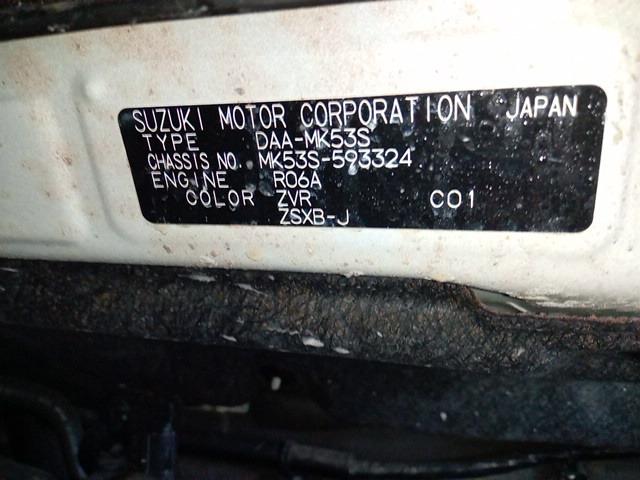 SUZUKI MOTOR CORPORATION JAPAN
TYPE DAA-MK53S
CHASSIS NO. MK53S-593324
ENGINE R06A
COLOR ZVR C01
ZSXB-J